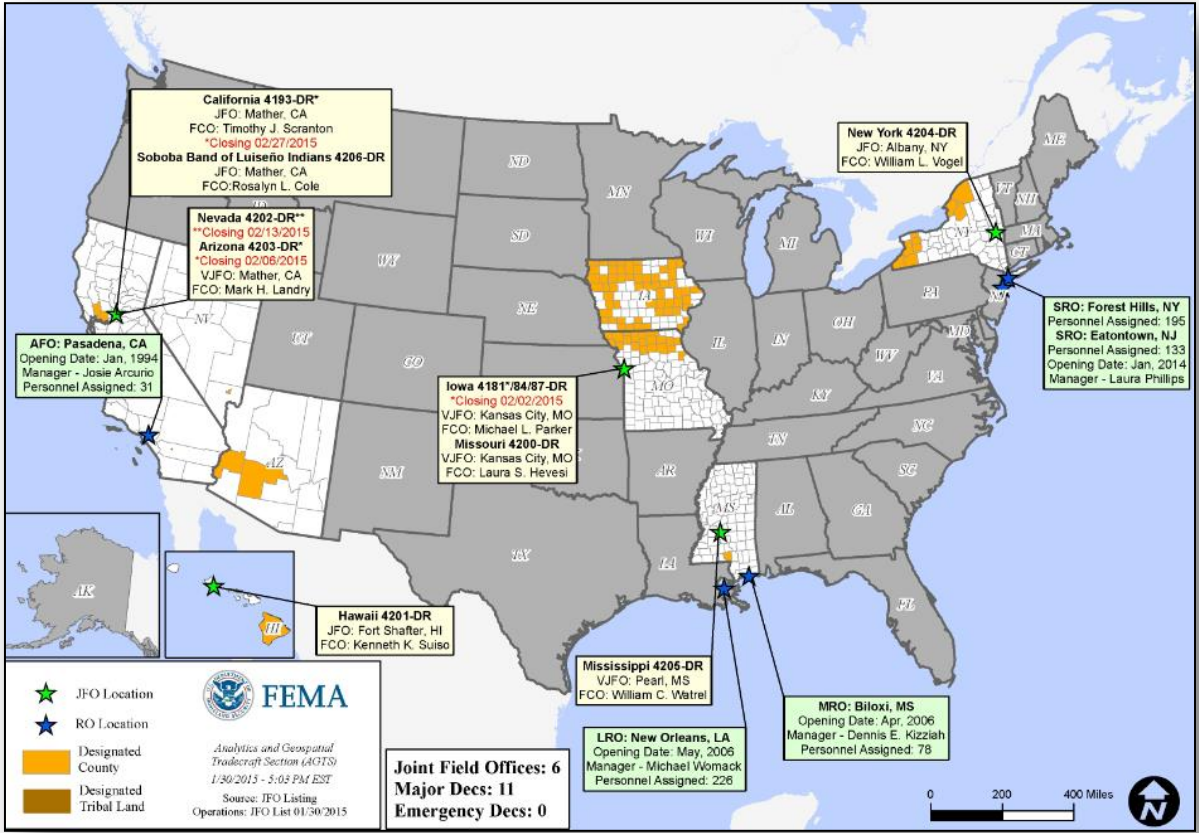 California 4193-DR*
JFO: Mather, CA
FCO: Timothy J. Scranton
*Closing 02/27/2015
Soboba Band of Luiseño Indians 4206-DR
JFO: Mather, CA
FCO:Rosalyn L. Cole
Nevada 4202-DR**
**Closing 02/13/2015
Arizona 4203-DR*
*Closing 02/06/2015
VJFO: Mather, CA
FCO: Mark H. Landry
AFO: Pasadena, CA
Opening Date: Jan, 1994
Manager - Josie Arcurio
Personnel Assigned: 31
New York 4204-DR
JFO: Albany, NY
FCO: William L. Vogel
SRO: Forest Hills, NY
Personnel Assigned: 195
SRO: Eatontown, NJ
Personnel Assigned: 133
Opening Date: Jan, 2014
Manager - Laura Phillips
Iowa 4181*/84/87-DR
*Closing 02/02/2015
VJFO: Kansas City, MO
FCO: Michael L. Parker
Missouri 4200-DR
VJFO: Kansas City, MO
FCO: Laura S. Hevesi
Hawaii 4201-DR
JFO: Fort Shafter, HI
FCO: Kenneth K. Suiso
Mississippi 4205-DR
VJFO: Pearl, MS
FCO: William C. Watrel
LRO: New Orleans, LA
Opening Date: May, 2006
Manager - Michael Womack
Personnel Assigned: 226
MRO: Biloxi, MS
Opening Date: Apr, 2006
Manager - Dennis E. Kizziah
Personnel Assigned: 78
ND
MN
SD
WI
MI
WY
NE
IA
NV
UT
CO
IL
IN
OH
PA
NY
VT
NH
ME
MA
CT
NJ
MD
WV
VA
KY
MO
NC
TN
SC
AR
AZ
NM
MS
AL
GA
TX
LA
FL
AK
HI
JFO Location
RO Location
Designated
County
Designated
Tribal Land
FEMA
Analytics and Geospatial
Tradecraft Section (AGTS)
1/30/2015 - 5:03 PM EST
Source: JFO Listing
Operations: JFO List 01/30/2015
Joint Field Offices: 6
Major Decs: 11
Emergency Decs: 0
0 200 400 Miles
N